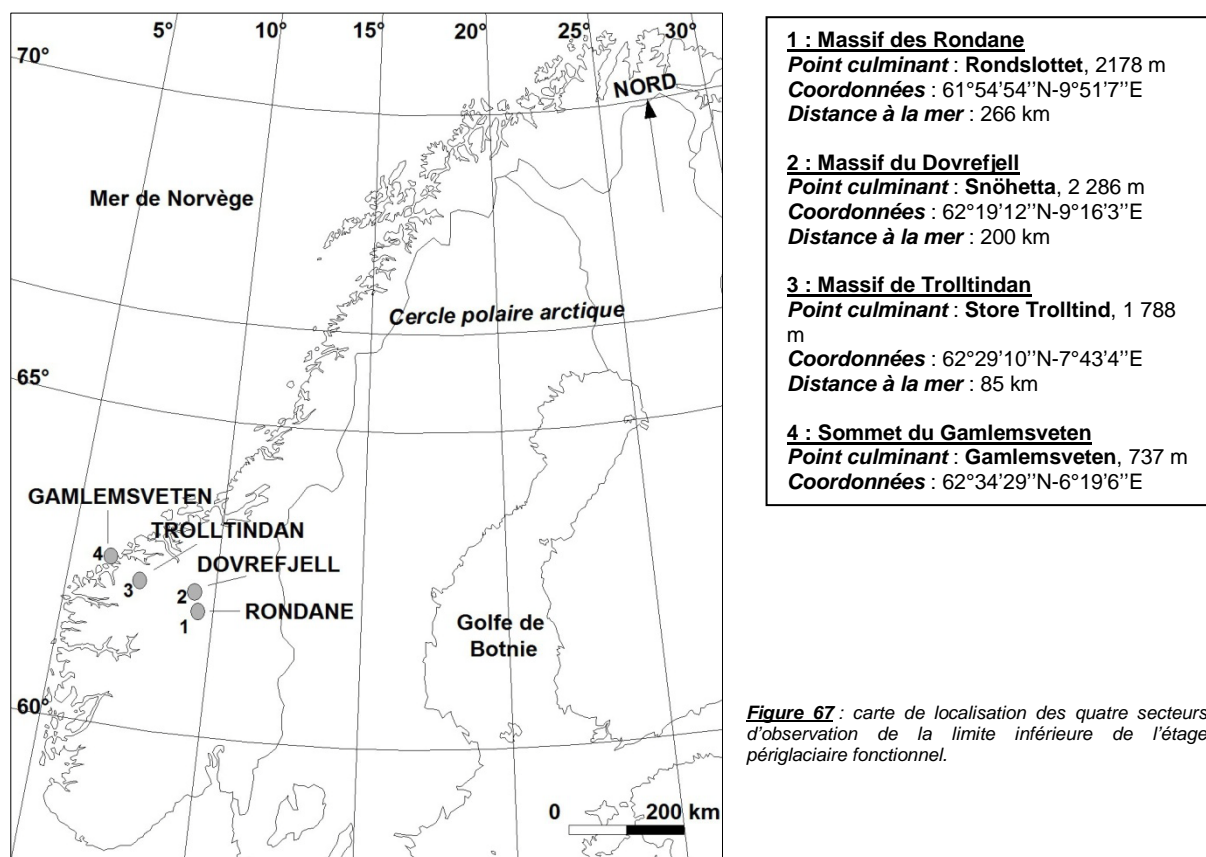 5° 10° 15° 20° 25° 30°
70°
NORD
Mer de Norvège
Cercle polaire arctique
65°
GAMLEMSVETEN
TROLLTINDAN
4
3
DOVREFJELL
2
RONDANE
1
Golfe de
Botnie
60°
0 200 km
1 : Massif des Rondane
Point culminant : Rondslottet, 2178 m
Coordonnées : 61°54'54''N-9°51'7''E
Distance à la mer : 266 km
2 : Massif du Dovrefjell
Point culminant : Snöhetta, 2 286 m
Coordonnées : 62°19'12''N-9°16'3''E
Distance à la mer : 200 km
3 : Massif de Trolltindan
Point culminant : Store Trolltind, 1 788
m
Coordonnées : 62°29'10''N-7°43'4''E
Distance à la mer : 85 km
4 : Sommet du Gamlemsveten
Point culminant : Gamlemsveten, 737 m
Coordonnées : 62°34'29''N-6°19'6''E
Figure 67 : carte de localisation des quatre secteurs
d'observation de la limite inférieure de l'étage
périglaciaire fonctionnel.